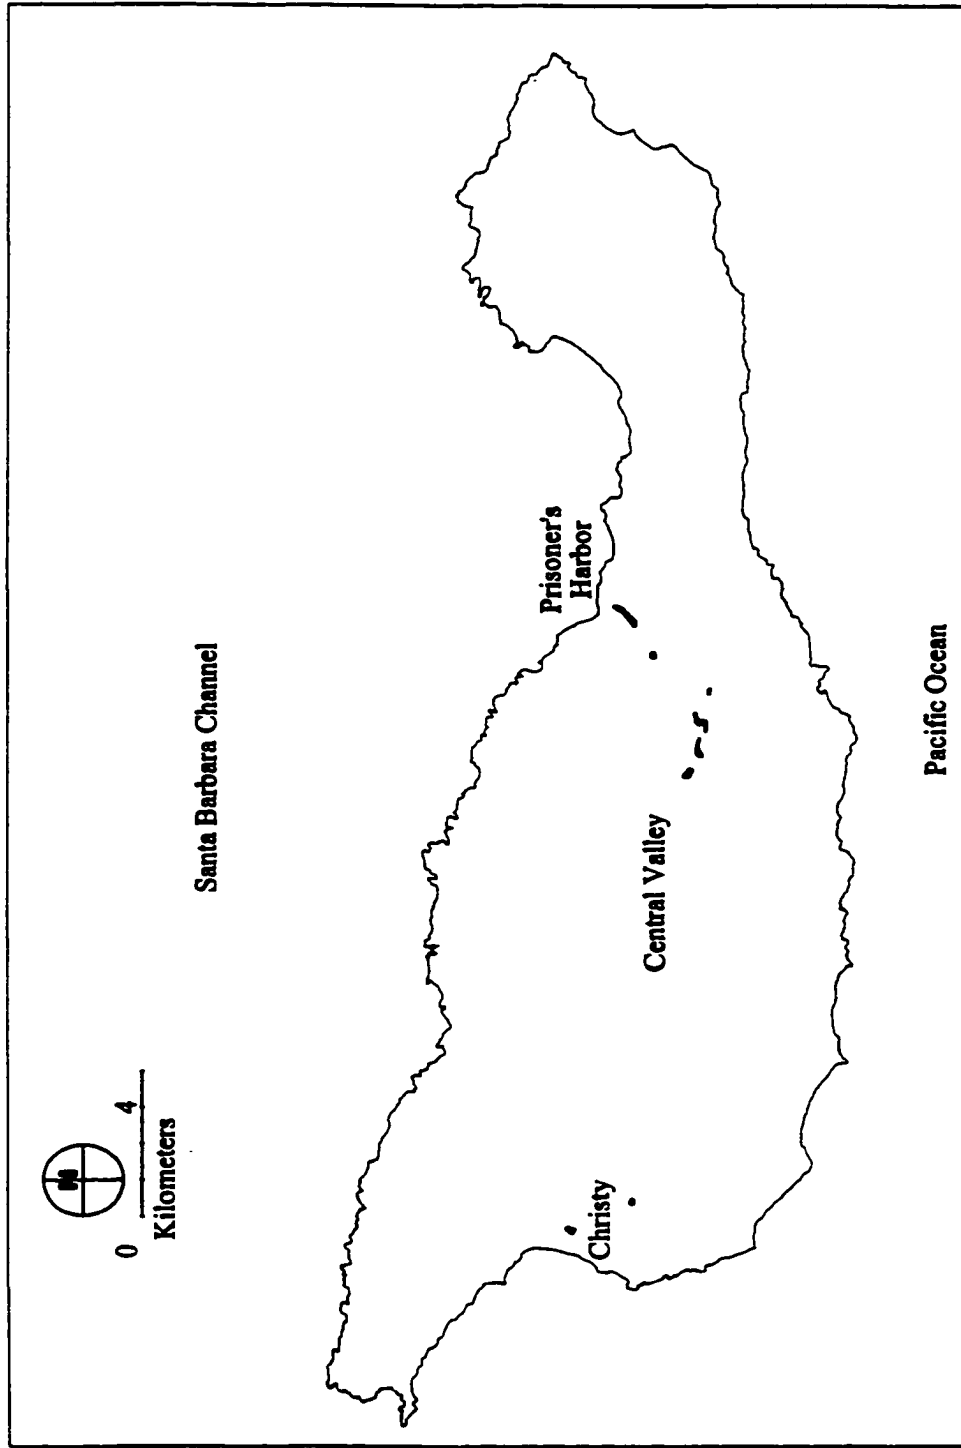 0 4
Kilometers
Santa Barbara Channel
Prisoner's
Harbor
Central Valley
Christy
Pacific Ocean